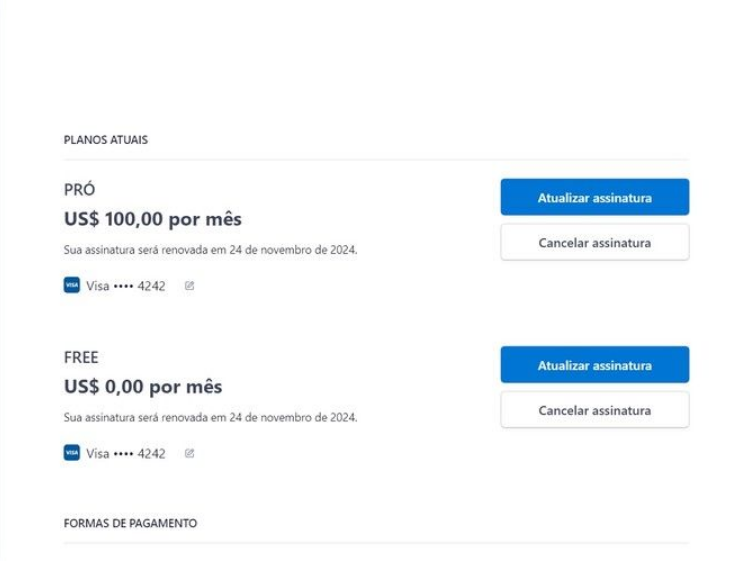 PLANOS ATUAIS
PRÓ
US$ 100,00 por mês
Sua assinatura será renovada em 24 de novembro de 2024.
VISA Visa •••• 4242
Atualizar assinatura
Cancelar assinatura
FREE
US$ 0,00 por mês
Sua assinatura será renovada em 24 de novembro de 2024.
VISA Visa •••• 4242
Atualizar assinatura
Cancelar assinatura
FORMAS DE PAGAMENTO